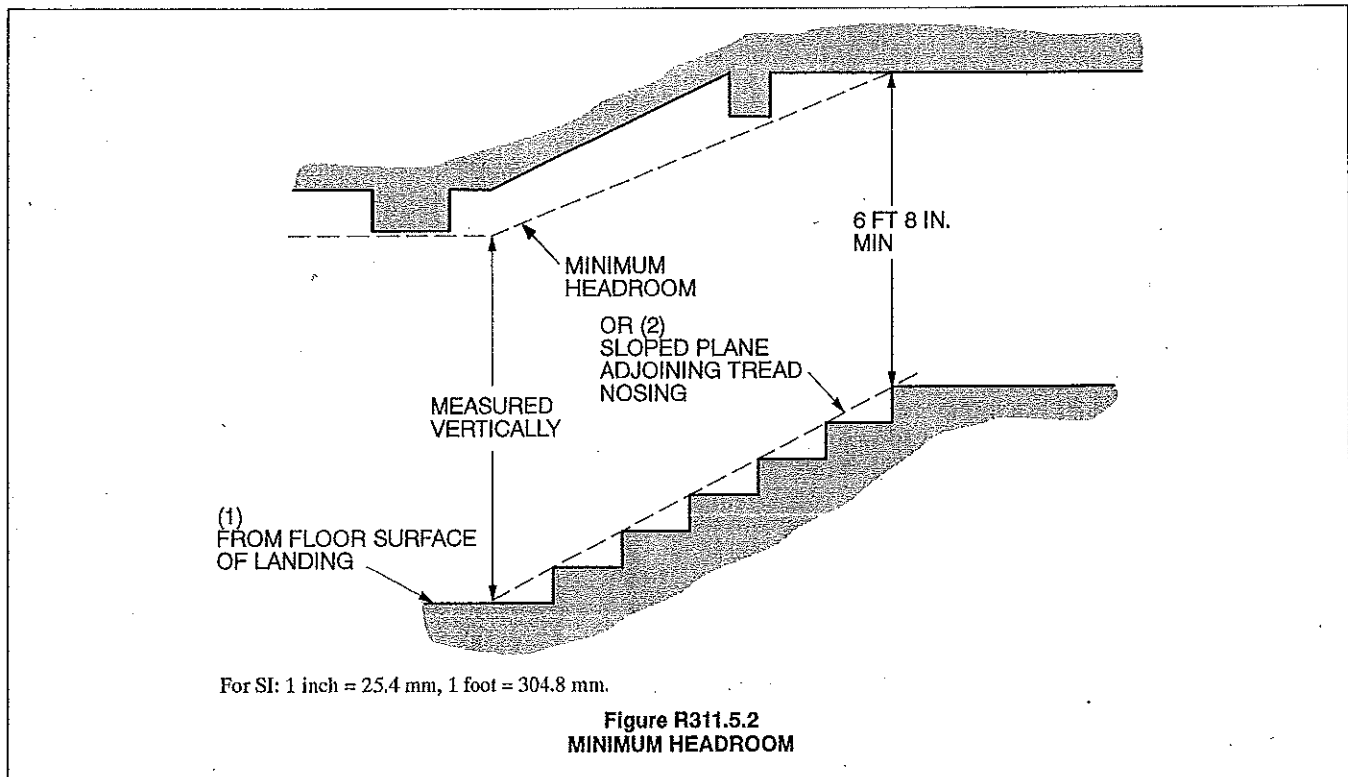 6 FT 8 IN.
MIN
MINIMUM
HEADROOM
OR (2)
SLOPED PLANE
ADJOINING TREAD
NOSING
MEASURED
VERTICALLY
(1)
FROM FLOOR SURFACE
OF LANDING
For SI: 1 inch = 25.4 mm, 1 foot = 304.8 mm.
Figure R311.5.2
MINIMUM HEADROOM